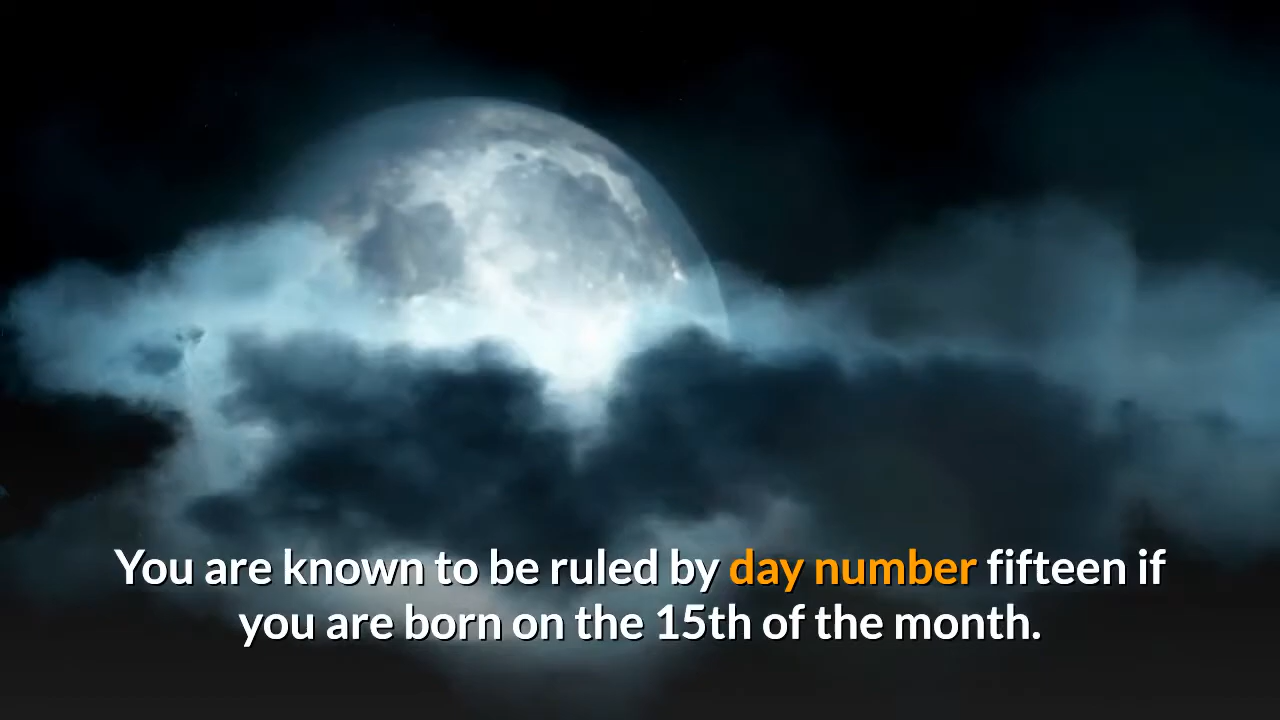 You are known to be ruled by day number fifteen if
you are born on the 15th of the month.